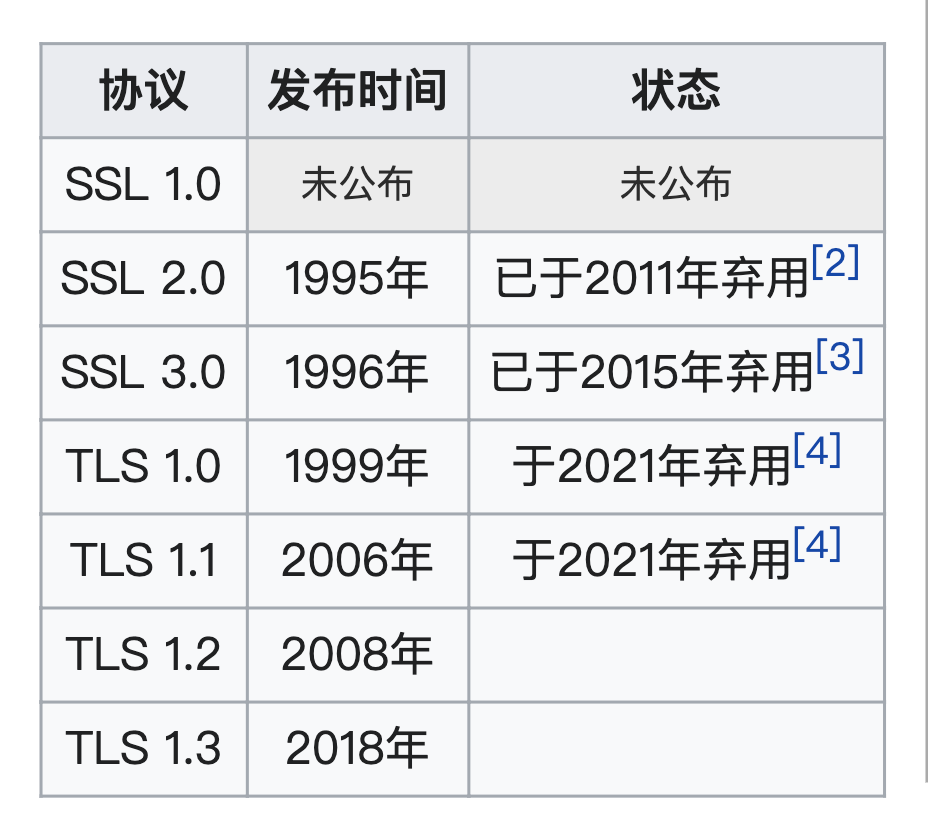 协议 发布时间 状态
SSL 1.0 未公布 未公布
SSL 2.0 1995年 已于2011年弃用[2]
SSL 3.0 1996年 已于2015年弃用[3]
TLS 1.0 1999年 于2021年弃用[4]
TLS 1.1 2006年 于2021年弃用[4]
TLS 1.2 2008年
TLS 1.3 2018年